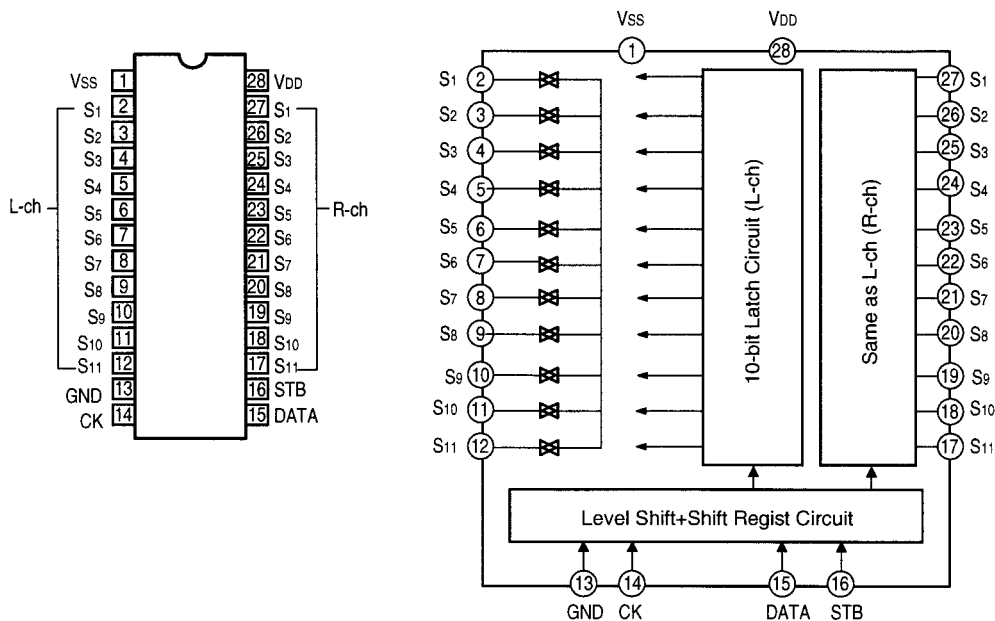 VSS 1 28 VDD
S1 2 27 S1
S2 3 26 S2
S3 4 25 S3
S4 5 24 S4
L-ch S5 6 23 S5 R-ch
S6 7 22 S6
S7 8 21 S7
S8 9 20 S8
S9 10 19 S9
S10 11 18 S10
S11 12 17 S11
GND 13 16 STB
CK 14 15 DATA
VSS VDD
1 28
S1 2 27 S1
S2 3 26 S2
S3 4 25 S3
S4 5 24 S4
S5 6 23 S5
S6 7 22 S6
S7 8 21 S7
S8 9 20 S8
S9 10 19 S9
S10 11 18 S10
S11 12 17 S11
10-bit Latch Circuit (L-ch)
Same as L-ch (R-ch)
Level Shift+Shift Regist Circuit
13 14 15 16
GND CK DATA STB